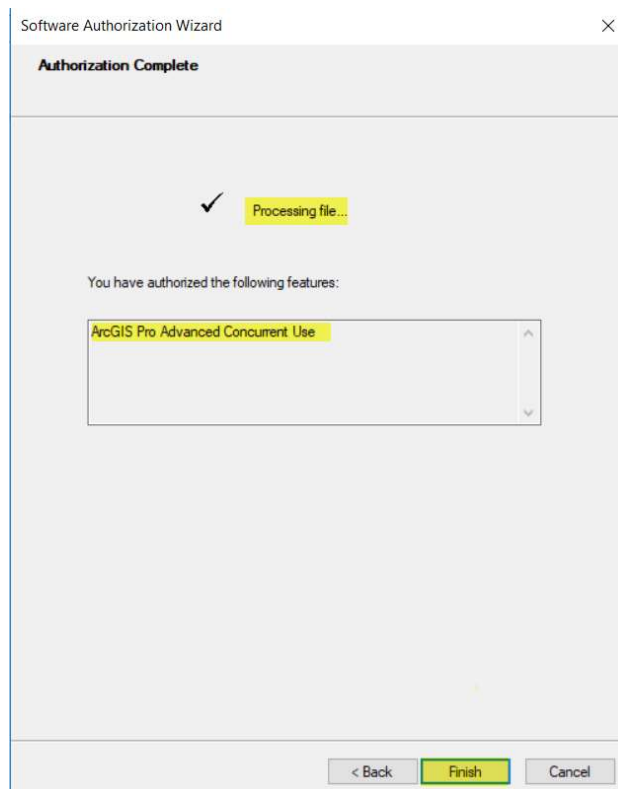 Software Authorization Wizard
Authorization Complete
Processing file...
You have authorized the following features:
ArcGIS Pro Advanced Concurrent Use
< Back Finish Cancel